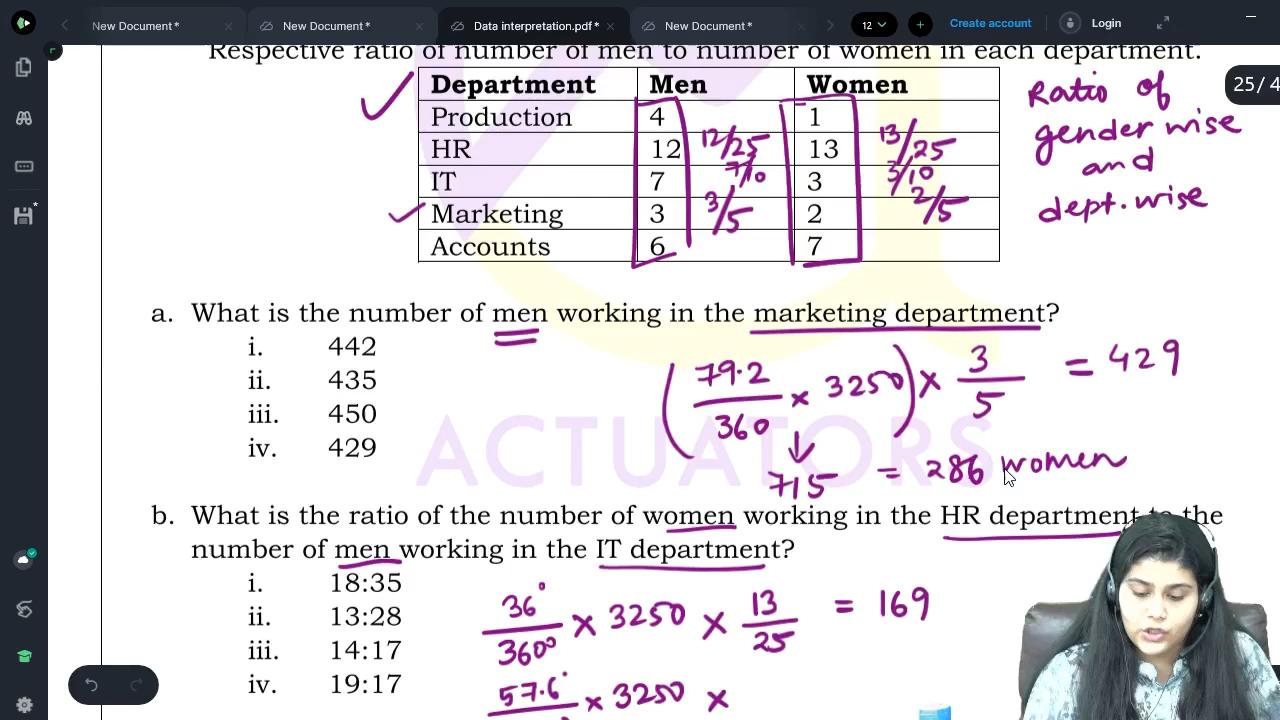 New Document* New Document* Data interpretation.pdf* New Document* 12 Create account Login
Respective ratio of number of men to number of women in each department.
25/4
Department Men Women
Production 4 1
HR 12 12/25 13 13/25
IT 7 7/10 3 3/10
Marketing 3 3/5 2 2/5
Accounts 6 7
Ratio of
gender wise
and
dept. wise
a. What is the number of men working in the marketing department?
i. 442
ii. 435
iii. 450
iv. 429
(79.2/360 × 3250) × 3/5 = 429
715 = 286 women
ACTUATORS
b. What is the ratio of the number of women working in the HR department to the
number of men working in the IT department?
i. 18:35
ii. 13:28
iii. 14:17
iv. 19:17
36°/360° × 3250 × 13/25 = 169
57.6° × 3250 ×